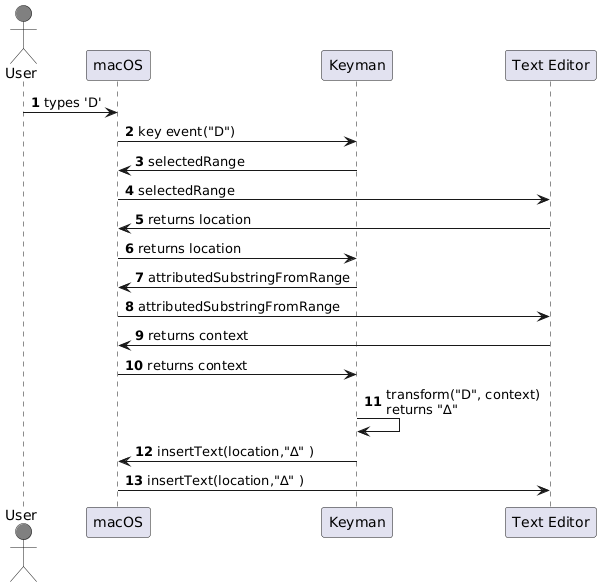 User
macOS
Keyman
Text Editor
1 types 'D'
2 key event("D")
3 selectedRange
4 selectedRange
5 returns location
6 returns location
7 attributedSubstringFromRange
8 attributedSubstringFromRange
9 returns context
10 returns context
11 transform("D", context)
returns "Δ"
12 insertText(location,"Δ" )
13 insertText(location,"Δ" )
User
macOS
Keyman
Text Editor